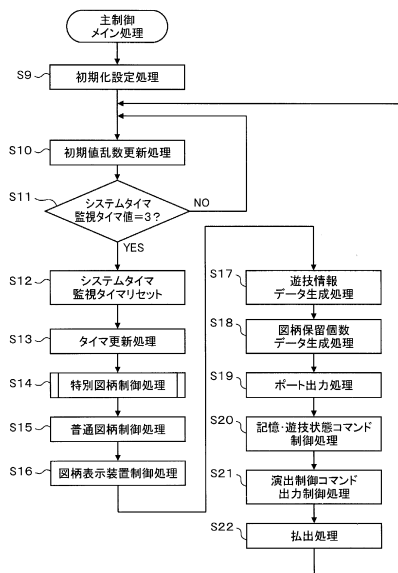 主制御
メイン処理
S9
初期化設定処理
S10
初期値乱数更新処理
S11
システムタイマ
監視タイマ値=3?
NO
YES
S12
システムタイマ
監視タイマリセット
S13
タイマ更新処理
S14
特別図柄制御処理
S15
普通図柄制御処理
S16
図柄表示装置制御処理
S17
遊技情報
データ生成処理
S18
図柄保留個数
データ生成処理
S19
ポート出力処理
S20
記憶・遊技状態コマンド
制御処理
S21
演出制御コマンド
出力制御処理
S22
払出処理